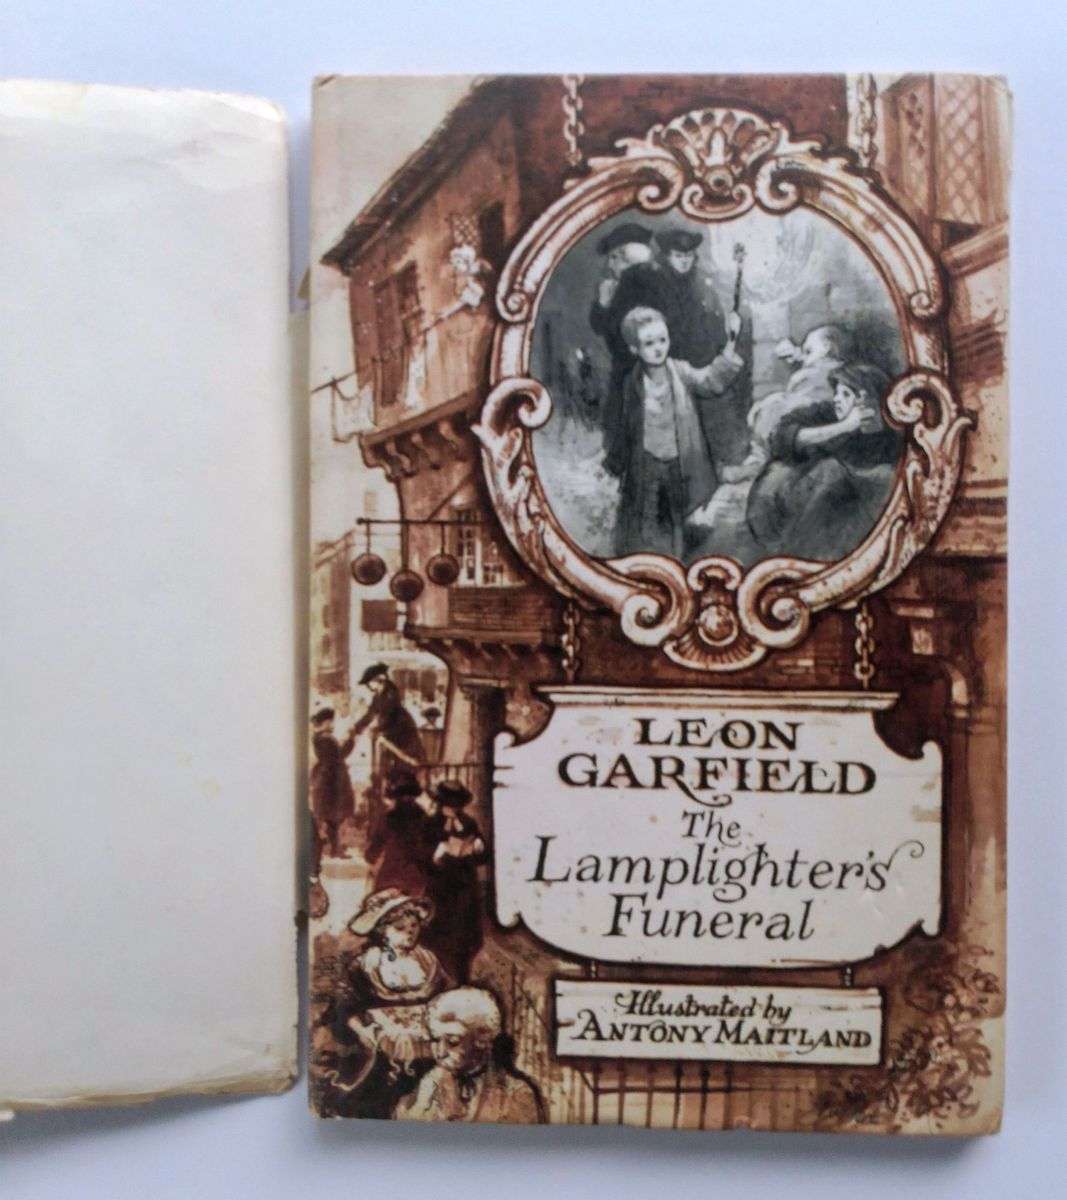 LEON
GARFIELD
The
Lamplighter's
Funeral
Illustrated by
ANTONY MAITLAND